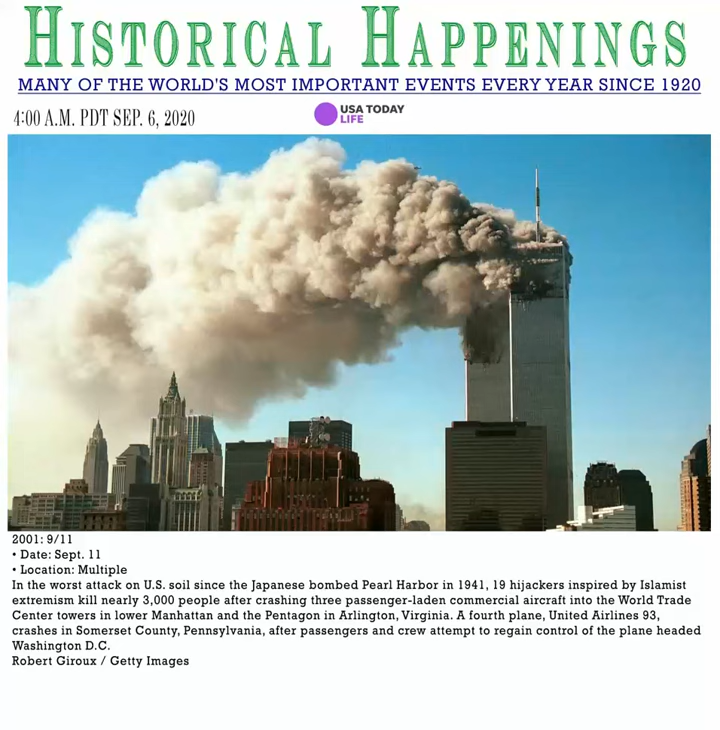 HISTORICAL HAPPENINGS
MANY OF THE WORLD'S MOST IMPORTANT EVENTS EVERY YEAR SINCE 1920
4:00 A.M. PDT SEP. 6, 2020
USA TODAY
LIFE
2001: 9/11
• Date: Sept. 11
• Location: Multiple
In the worst attack on U.S. soil since the Japanese bombed Pearl Harbor in 1941, 19 hijackers inspired by Islamist
extremism kill nearly 3,000 people after crashing three passenger-laden commercial aircraft into the World Trade
Center towers in lower Manhattan and the Pentagon in Arlington, Virginia. A fourth plane, United Airlines 93,
crashes in Somerset County, Pennsylvania, after passengers and crew attempt to regain control of the plane headed
Washington D.C.
Robert Giroux / Getty Images